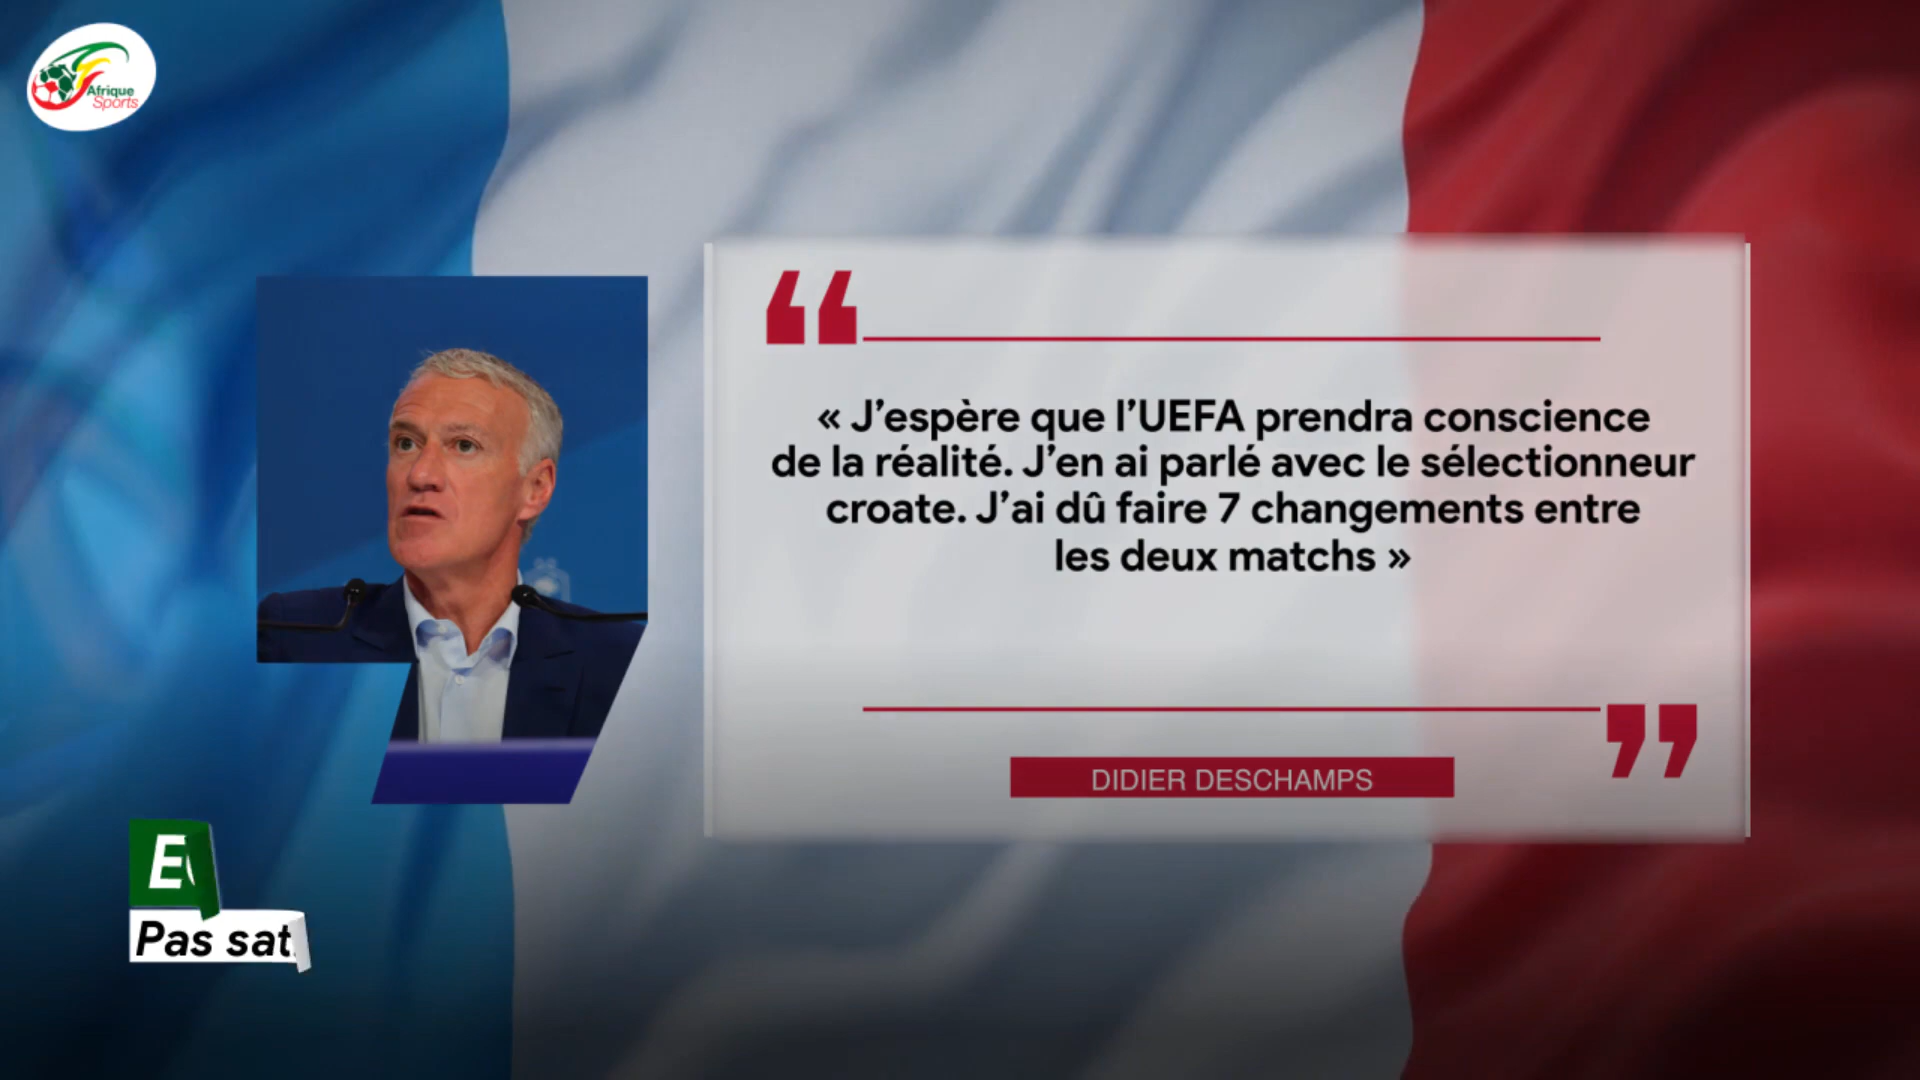 Afrique
Sports
« J’espère que l’UEFA prendra conscience
de la réalité. J’en ai parlé avec le sélectionneur
croate. J’ai dû faire 7 changements entre
les deux matchs »
DIDIER DESCHAMPS
Pas